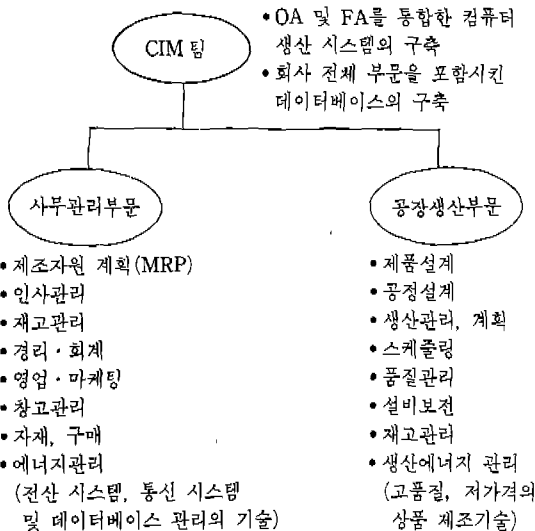 CIM 팀
• OA 및 FA를 통합한 컴퓨터
생산 시스템의 구축
• 회사 전체 부문을 포함시킨
데이터베이스의 구축
사무관리부문
• 제조자원 계획(MRP)
• 인사관리
• 재고관리
• 경리 · 회계
• 영업 · 마케팅
• 창고관리
• 자재, 구매
• 에너지관리
(전산 시스템, 통신 시스템
및 데이터베이스 관리의 기술)
공장생산부문
• 제품설계
• 공정설계
• 생산관리, 계획
• 스케줄링
• 품질관리
• 설비보전
• 재고관리
• 생산에너지 관리
(고품질, 저가격의
상품 제조기술)